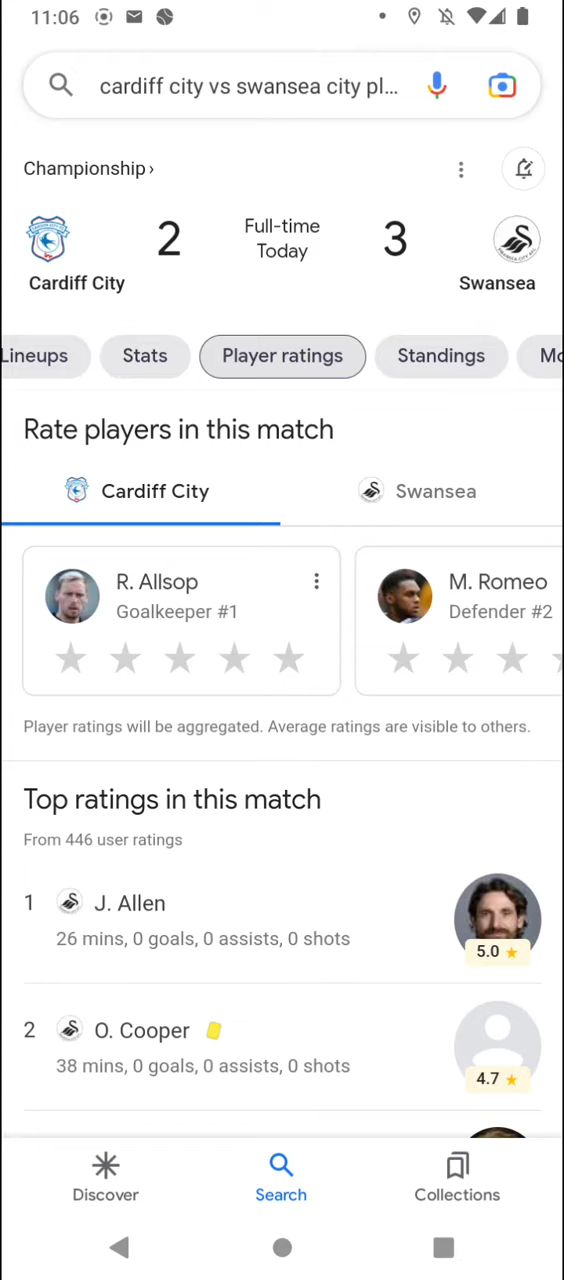 11:06
cardiff city vs swansea city pl...
Championship ›
2 Full-time 3
Today
Cardiff City Swansea
Lineups Stats Player ratings Standings Mo
Rate players in this match
Cardiff City Swansea
R. Allsop M. Romeo
Goalkeeper #1 Defender #2
Player ratings will be aggregated. Average ratings are visible to others.
Top ratings in this match
From 446 user ratings
1 J. Allen
26 mins, 0 goals, 0 assists, 0 shots
5.0
2 O. Cooper
38 mins, 0 goals, 0 assists, 0 shots
4.7
Discover Search Collections